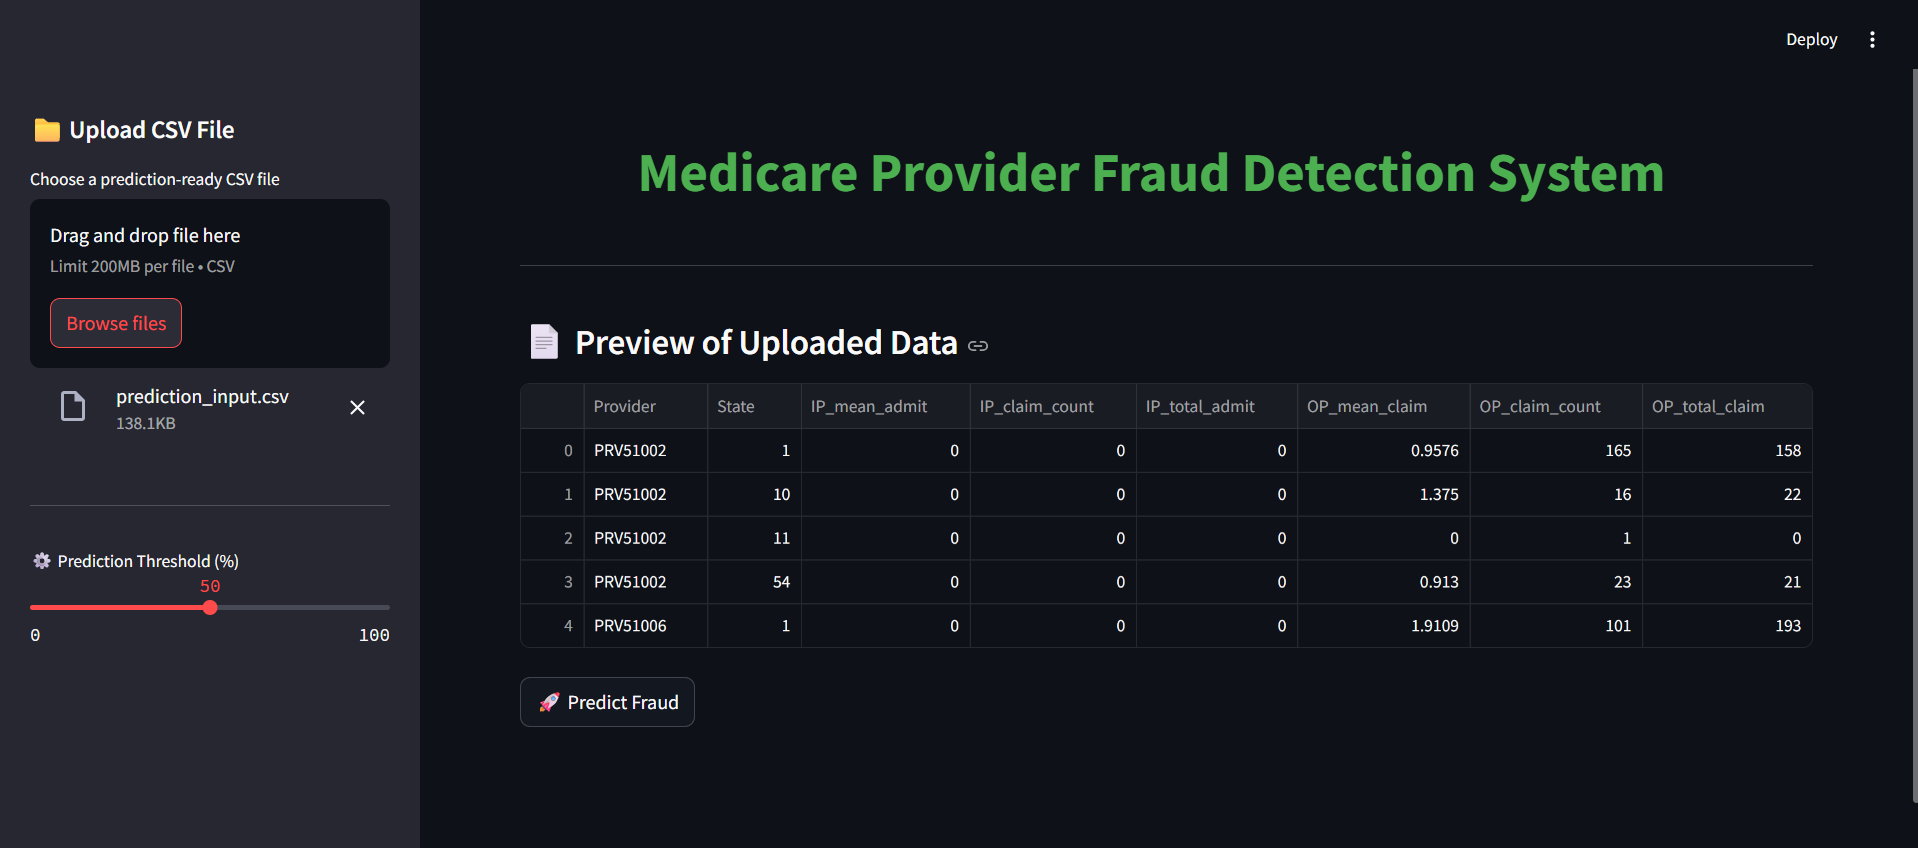 Deploy
Upload CSV File
Choose a prediction-ready CSV file
Drag and drop file here
Limit 200MB per file • CSV
Browse files
prediction_input.csv
138.1KB
Prediction Threshold (%)
50
0 100
Medicare Provider Fraud Detection System
Preview of Uploaded Data
Provider State IP_mean_admit IP_claim_count IP_total_admit OP_mean_claim OP_claim_count OP_total_claim
0 PRV51002 1 0 0 0 0.9576 165 158
1 PRV51002 10 0 0 0 1.375 16 22
2 PRV51002 11 0 0 0 0 1 0
3 PRV51002 54 0 0 0 0.913 23 21
4 PRV51006 1 0 0 0 1.9109 101 193
Predict Fraud